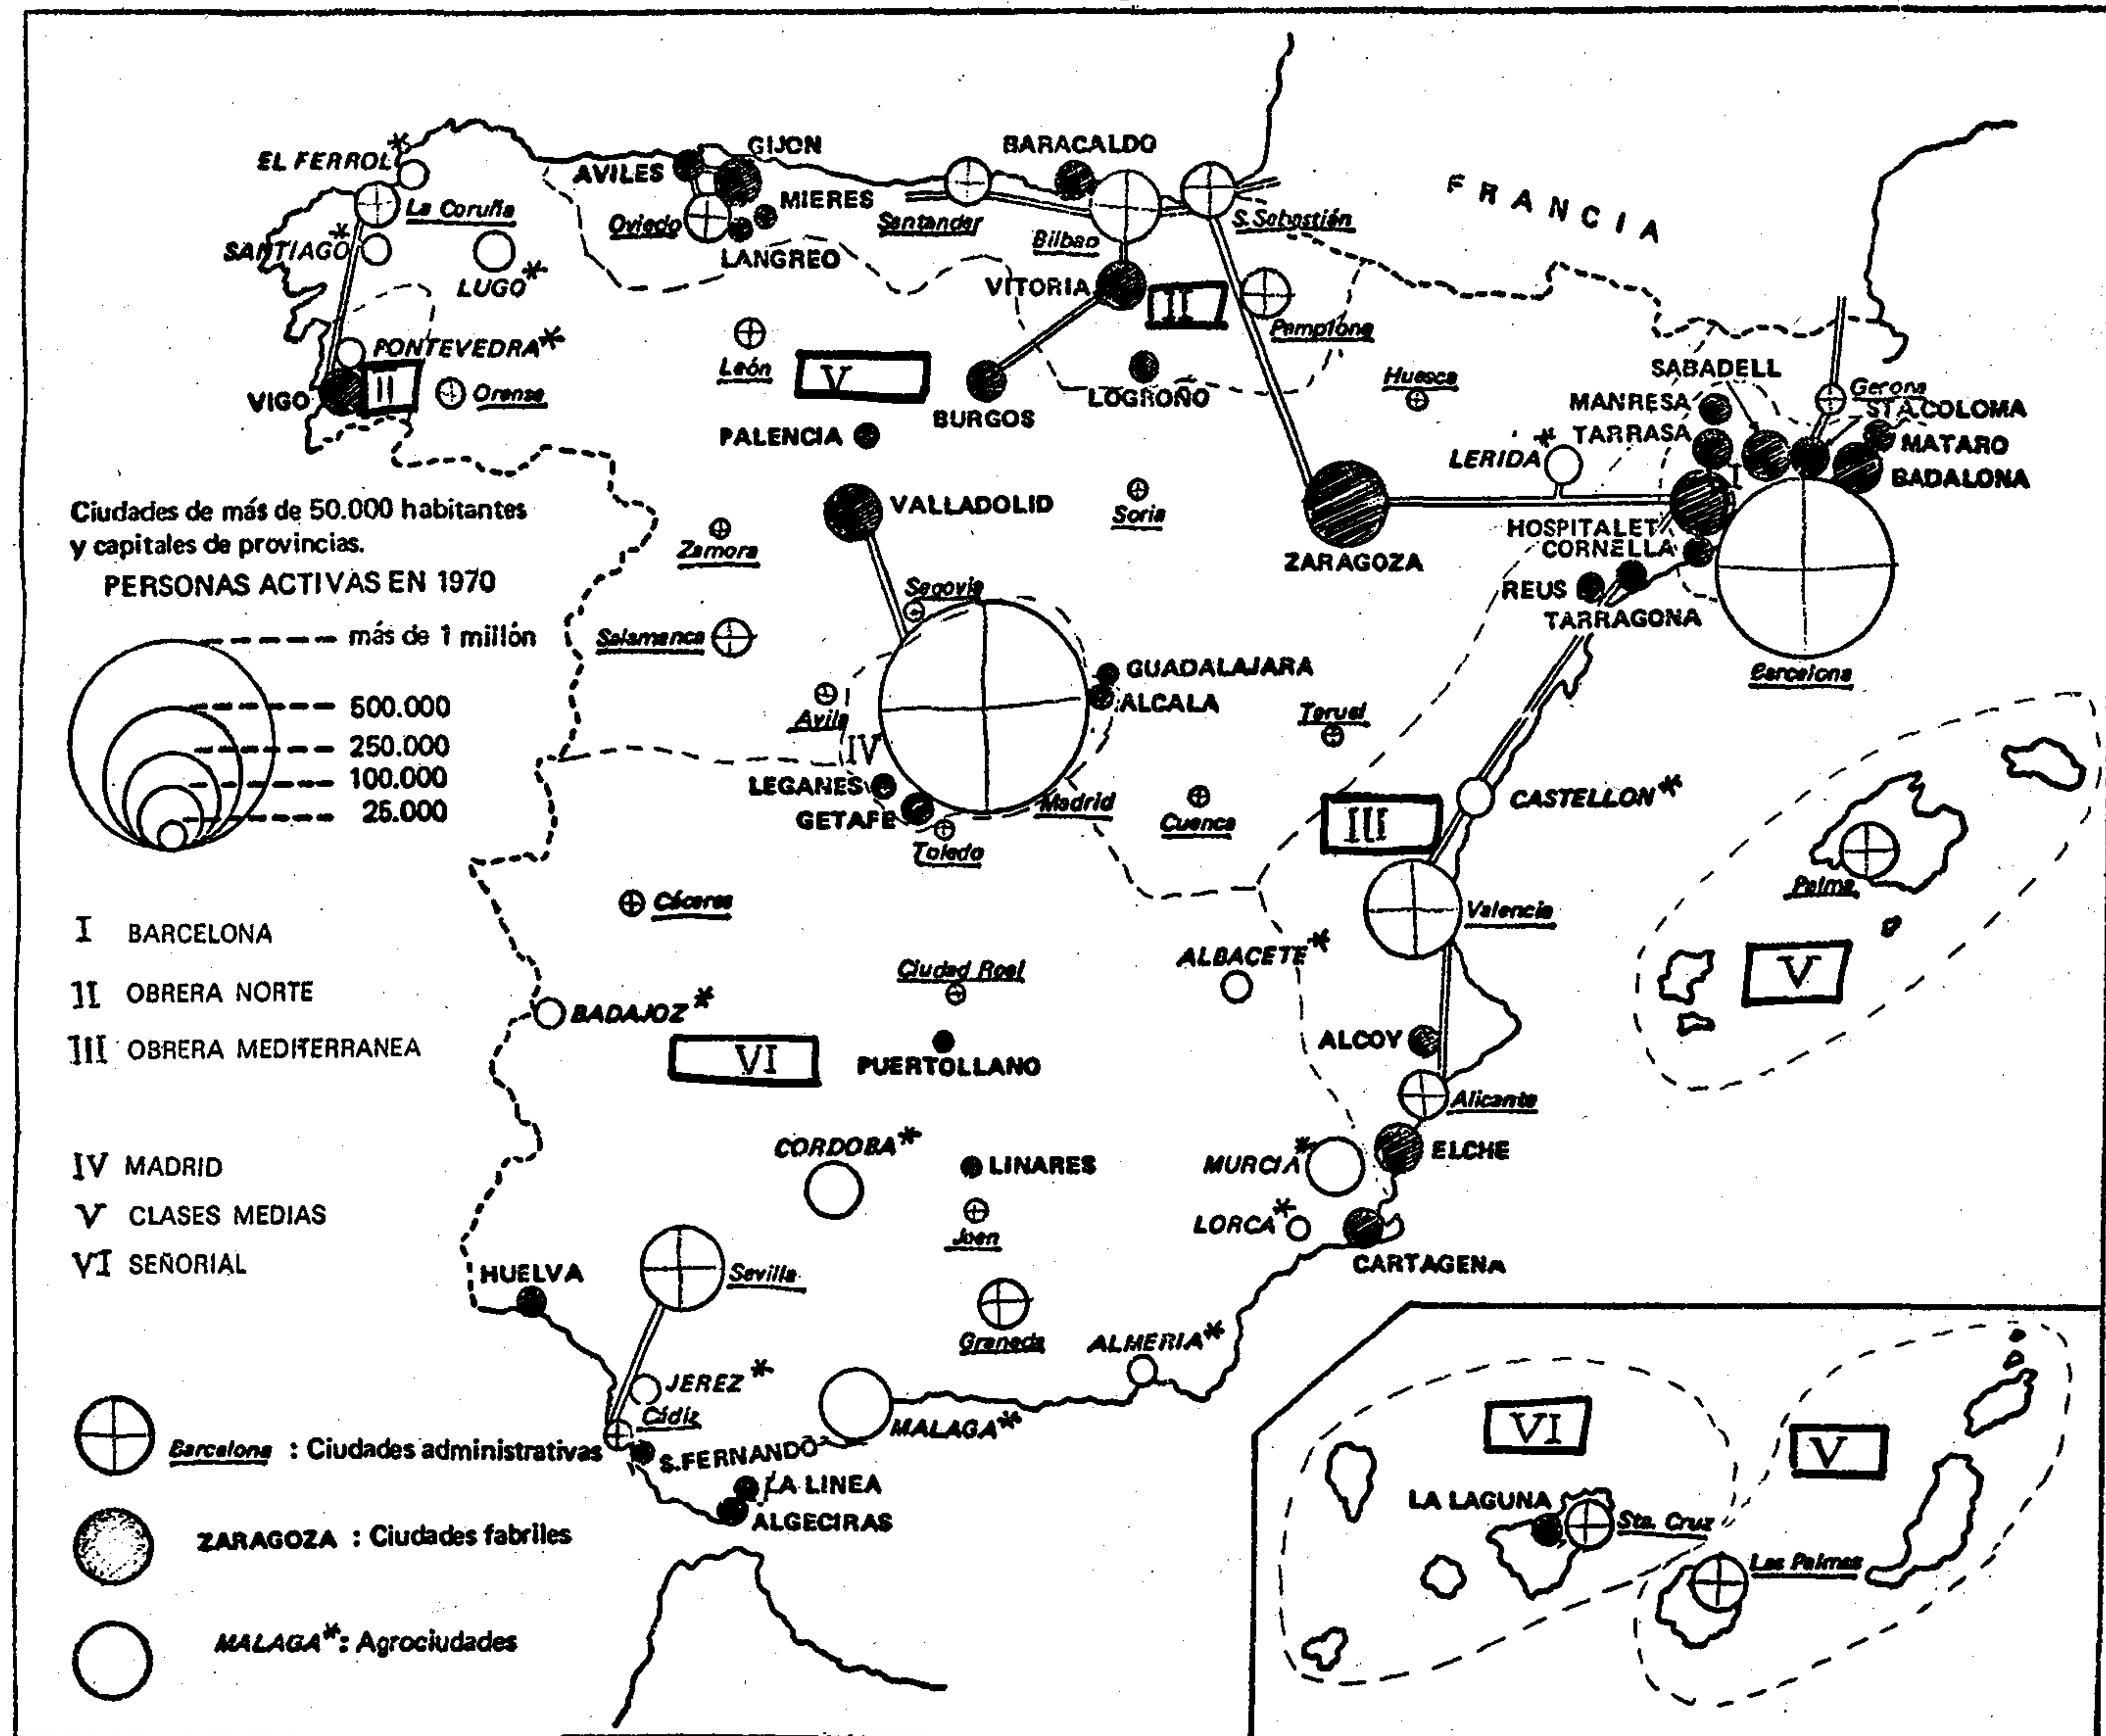 EL FERROL*
La Coruña
SANTIAGO*
LUGO*
PONTEVEDRA*
VIGO
II
Orense
AVILES
GIJON
MIERES
Oviedo
LANGREO
Santander
BARACALDO
Bilbao
S. Sebastián
FRANCIA
VITORIA
II
Pamplona
León
V
BURGOS
LOGROÑO
PALENCIA
Huesca
SABADELL
MANRESA
TARRASA
Gerona
STA COLOMA
MATARO
BADALONA
LERIDA*
I
HOSPITALET
CORNELLA
REUS
TARRAGONA
Barcelona
VALLADOLID
Soria
ZARAGOZA
Zamora
Segovia
Salamanca
Avila
IV
GUADALAJARA
ALCALA
LEGANES
GETAFE
Madrid
Toledo
Teruel
Cuenca
III
CASTELLON*
Valencia
Palma
V
Cáceres
Ciudad Real
ALBACETE*
BADAJOZ*
VI
PUERTOLLANO
ALCOY
Alicante
CORDOBA*
LINARES
MURCIA*
ELCHE
Jaen
LORCA*
CARTAGENA
HUELVA
Sevilla
Granada
ALMERIA*
JEREZ*
Cádiz
MALAGA*
S.FERNANDO
LA LINEA
ALGECIRAS
VI
V
LA LAGUNA
Sta. Cruz
Las Palmas
Ciudades de más de 50.000 habitantes
y capitales de provincias.
PERSONAS ACTIVAS EN 1970
más de 1 millón
500.000
250.000
100.000
25.000
I BARCELONA
II OBRERA NORTE
III OBRERA MEDITERRANEA
IV MADRID
V CLASES MEDIAS
VI SEÑORIAL
Barcelona : Ciudades administrativas
ZARAGOZA : Ciudades fabriles
MALAGA*: Agrociudades